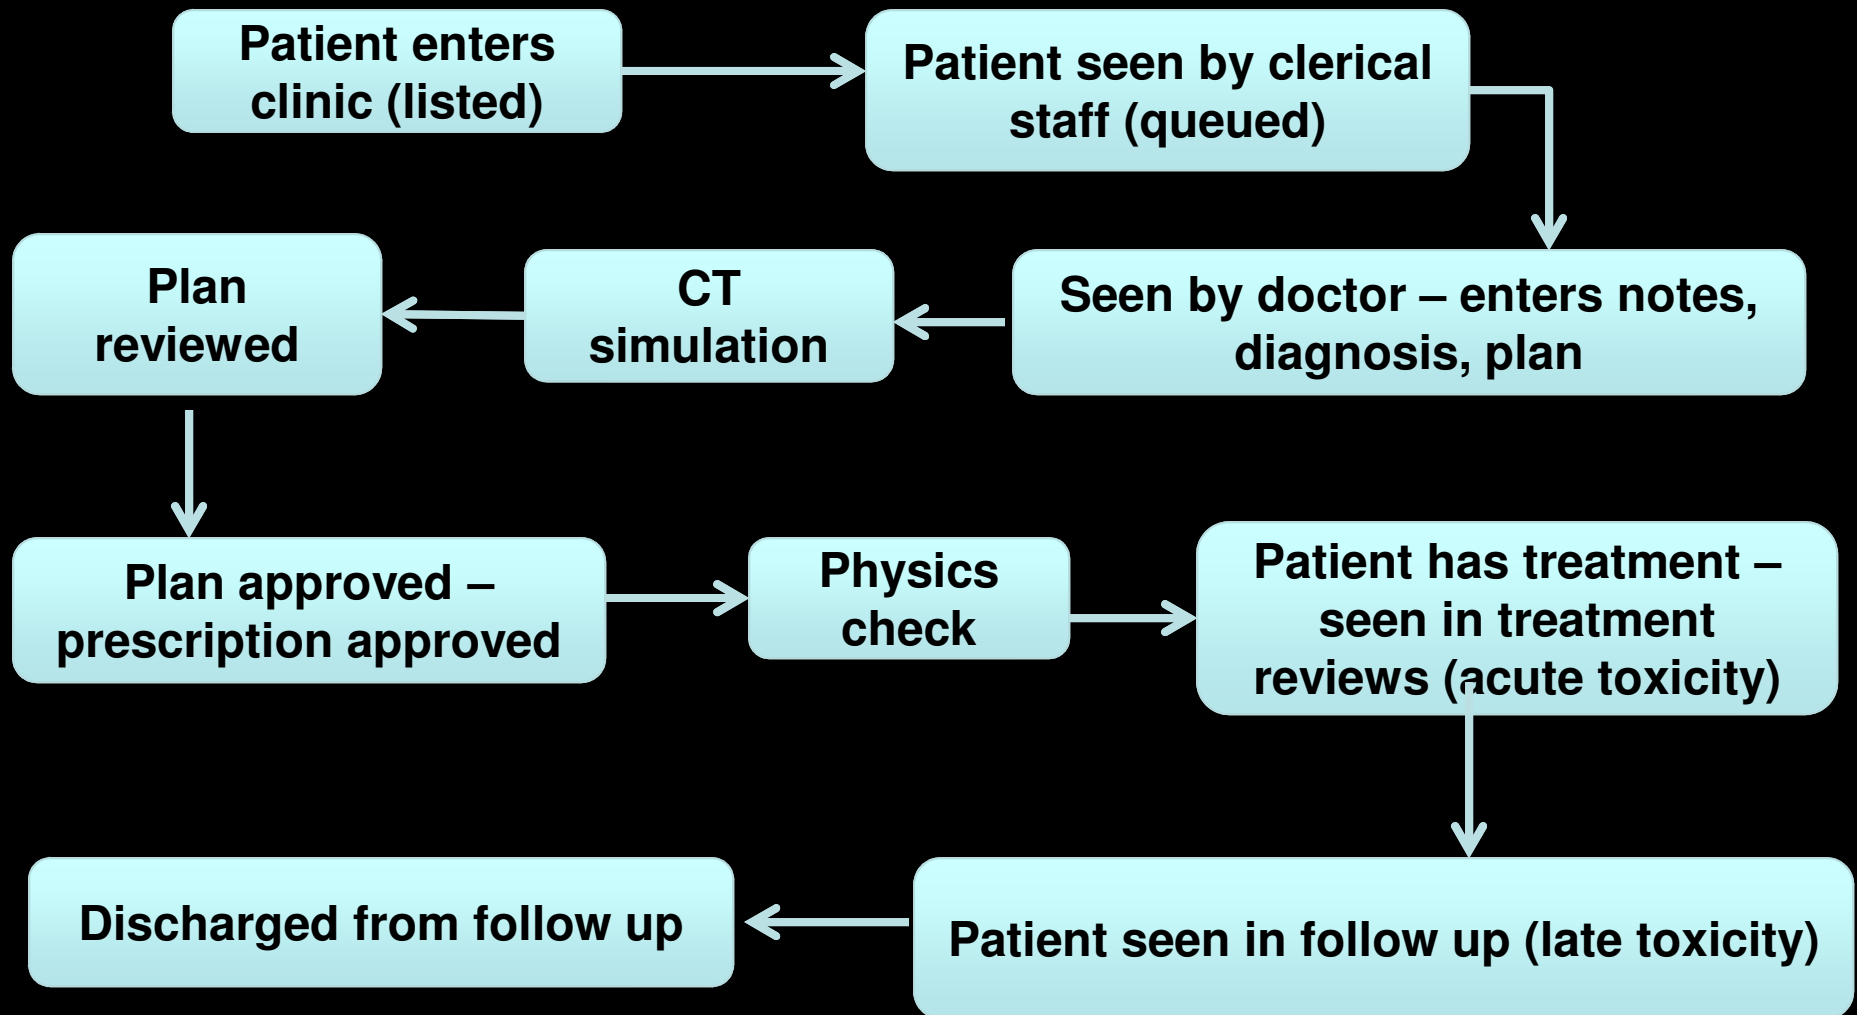 Patient enters
clinic (listed)
Patient seen by clerical
staff (queued)
Seen by doctor – enters notes,
diagnosis, plan
CT
simulation
Plan
reviewed
Plan approved –
prescription approved
Physics
check
Patient has treatment –
seen in treatment
reviews (acute toxicity)
Patient seen in follow up (late toxicity)
Discharged from follow up